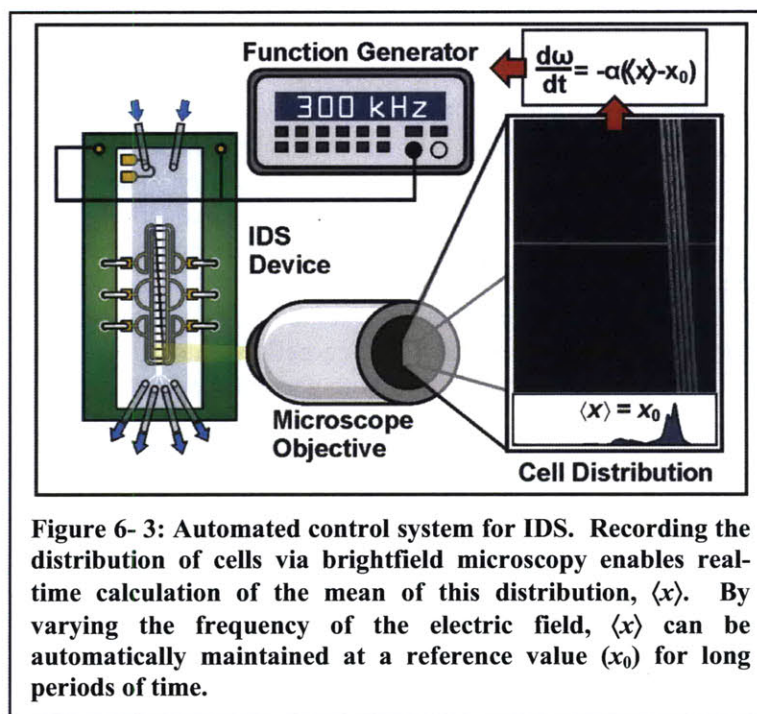 Function Generator
300 kHz
dω/dt = -α(⟨x⟩-x₀)
IDS
Device
Microscope
Objective
⟨x⟩ = x₀
Cell Distribution
Figure 6- 3: Automated control system for IDS. Recording the
distribution of cells via brightfield microscopy enables real-
time calculation of the mean of this distribution, ⟨x⟩. By
varying the frequency of the electric field, ⟨x⟩ can be
automatically maintained at a reference value (x₀) for long
periods of time.